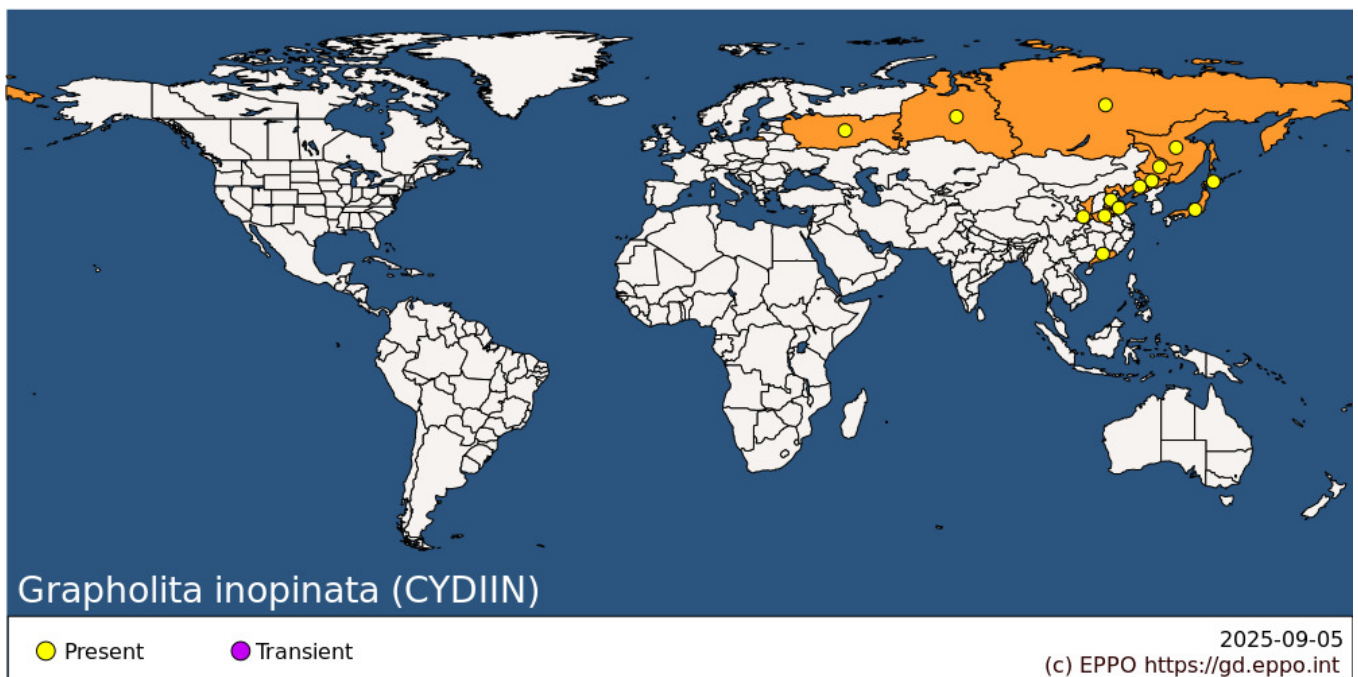 Grapholita inopinata (CYDIIN)
Present
Transient
2025-09-05
(c) EPPO https://gd.eppo.int